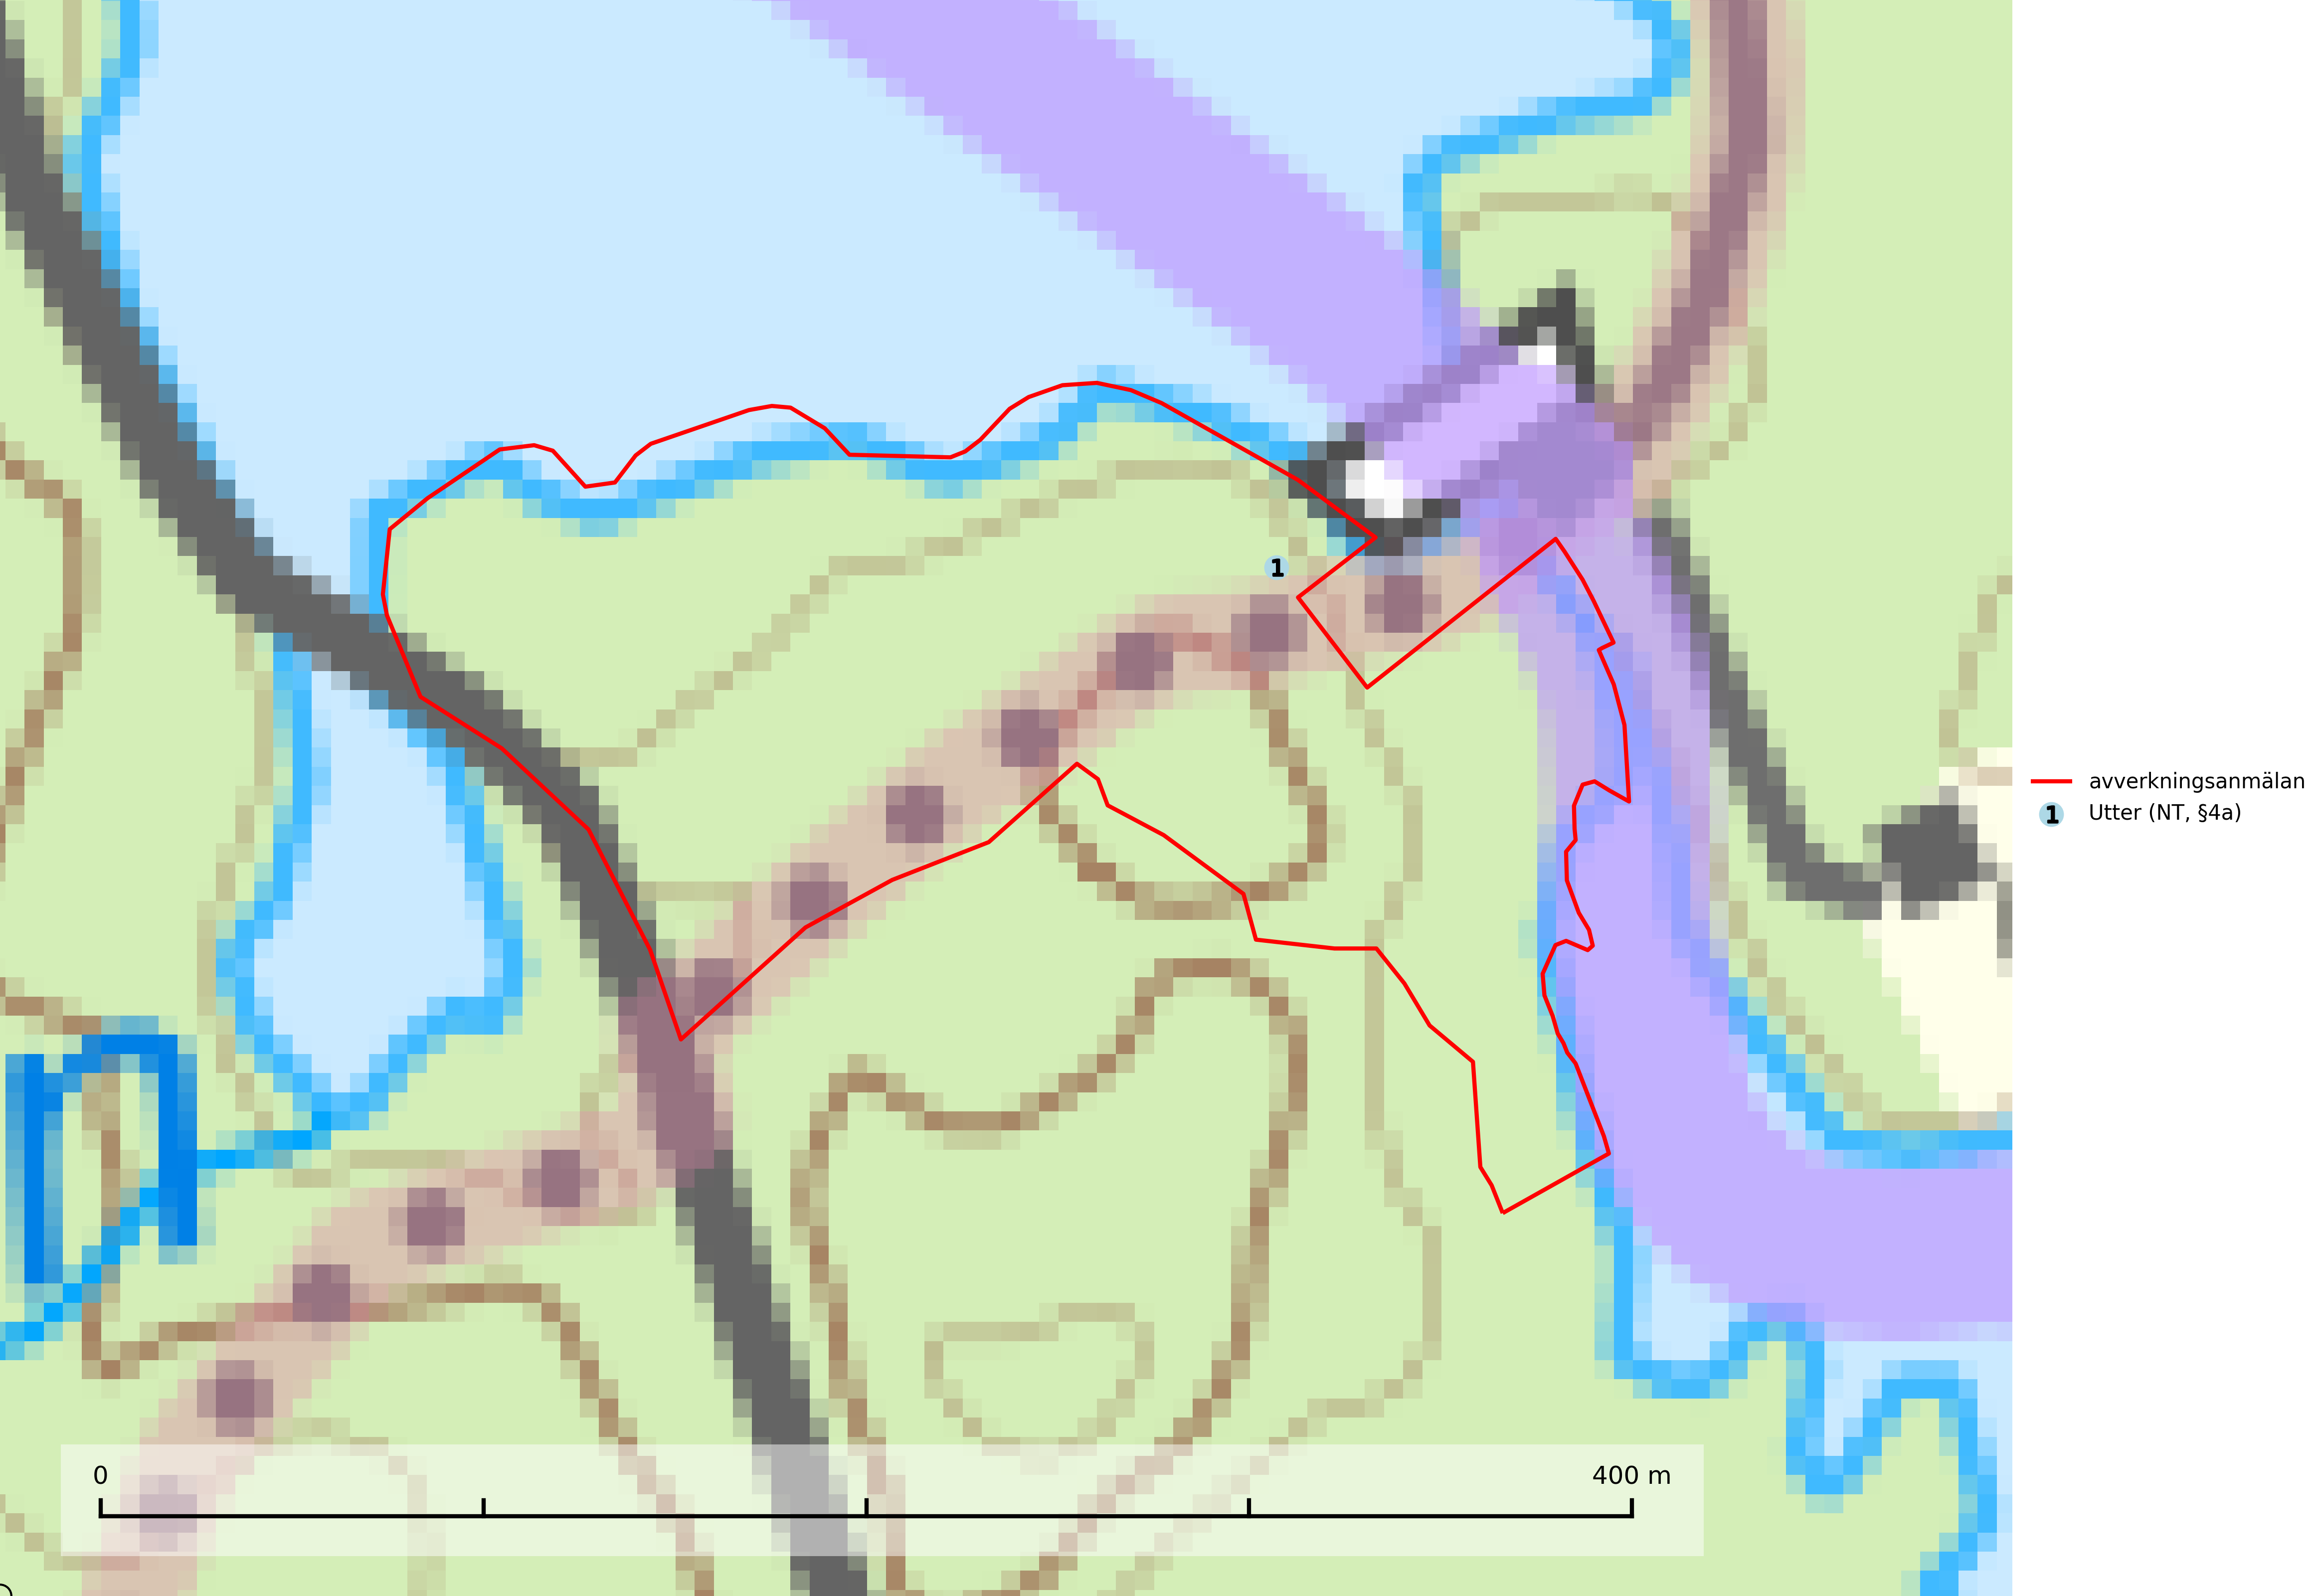 1
avverkningsanmälan
1 Utter (NT, §4a)
0 400 m